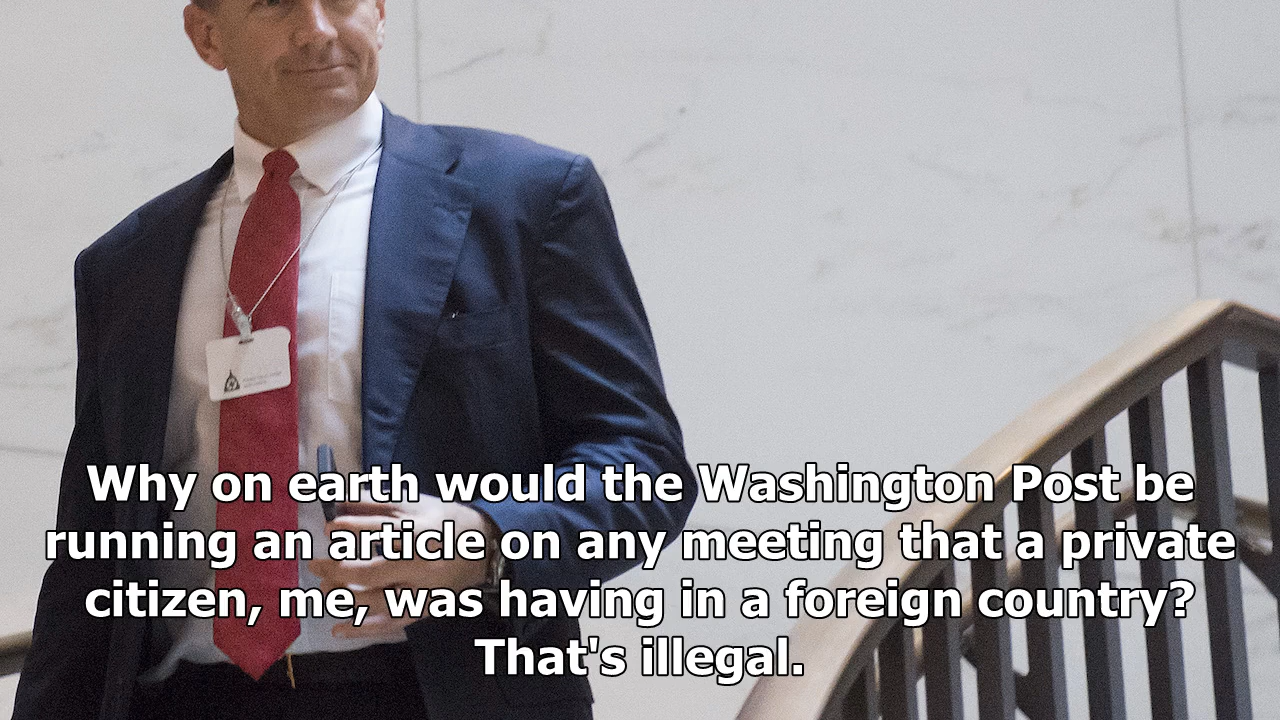 Why on earth would the Washington Post be
running an article on any meeting that a private
citizen, me, was having in a foreign country?
That's illegal.